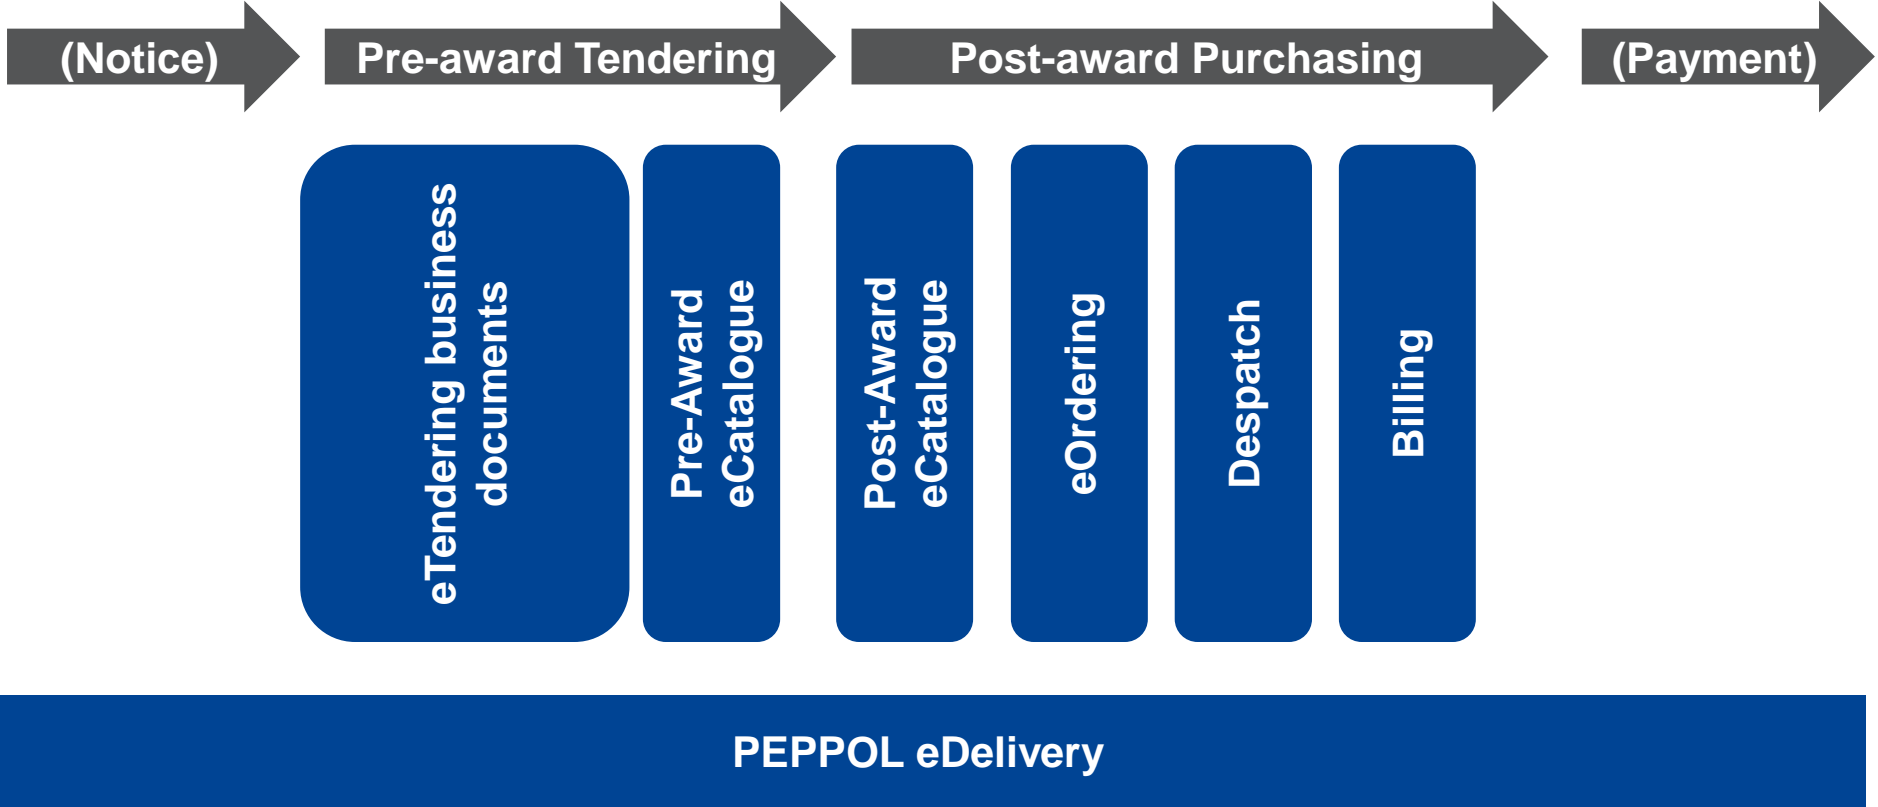 (Notice)
Pre-award Tendering
Post-award Purchasing
(Payment)
eTendering business
documents
Pre-Award
eCatalogue
Post-Award
eCatalogue
eOrdering
Despatch
Billing
PEPPOL eDelivery